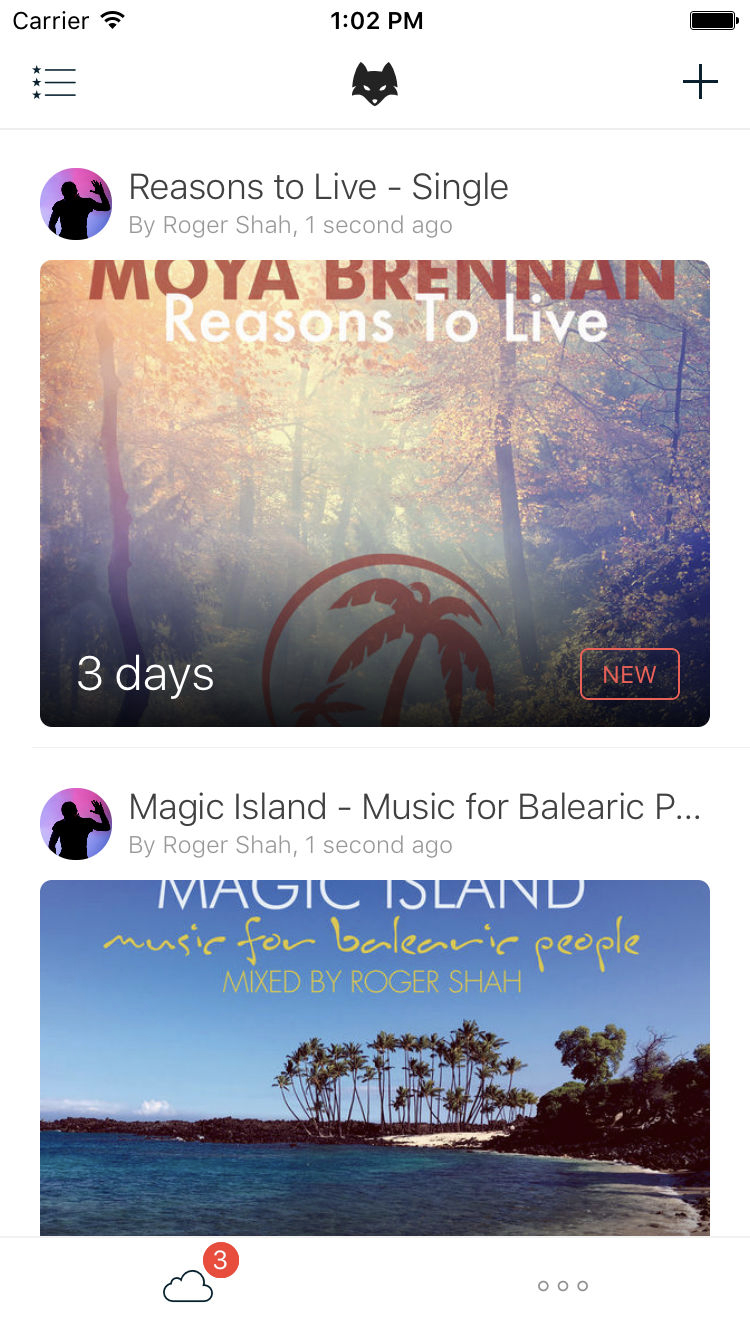 Carrier 1:02 PM
Reasons to Live - Single
By Roger Shah, 1 second ago
MOYA BRENNAN
Reasons To Live
3 days
NEW
Magic Island - Music for Balearic P...
By Roger Shah, 1 second ago
MAGIC ISLAND
music for balearic people
MIXED BY ROGER SHAH
3